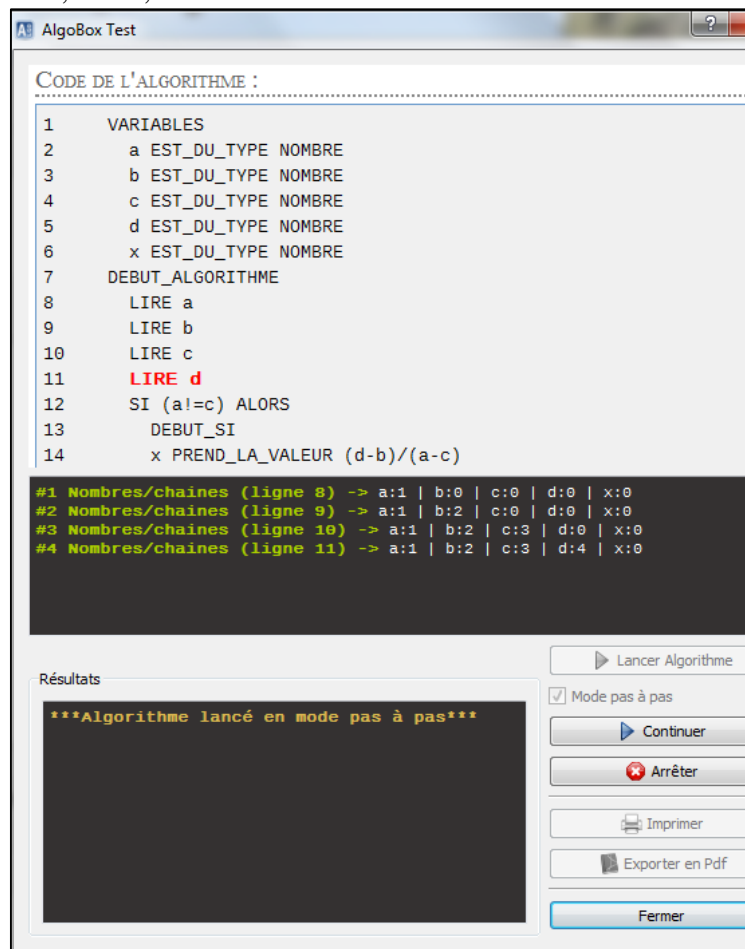 AlgoBox Test
?
CODE DE L'ALGORITHME :
1 VARIABLES
2 a EST_DU_TYPE NOMBRE
3 b EST_DU_TYPE NOMBRE
4 c EST_DU_TYPE NOMBRE
5 d EST_DU_TYPE NOMBRE
6 x EST_DU_TYPE NOMBRE
7 DEBUT_ALGORITHME
8 LIRE a
9 LIRE b
10 LIRE c
11 LIRE d
12 SI (a!=c) ALORS
13 DEBUT_SI
14 x PREND_LA_VALEUR (d-b)/(a-c)
#1 Nombres/chaines (ligne 8) -> a:1 | b:0 | c:0 | d:0 | x:0
#2 Nombres/chaines (ligne 9) -> a:1 | b:2 | c:0 | d:0 | x:0
#3 Nombres/chaines (ligne 10) -> a:1 | b:2 | c:3 | d:0 | x:0
#4 Nombres/chaines (ligne 11) -> a:1 | b:2 | c:3 | d:4 | x:0
Lancer Algorithme
Résultats
Mode pas à pas
***Algorithme lancé en mode pas à pas***
Continuer
Arrêter
Imprimer
Exporter en Pdf
Fermer